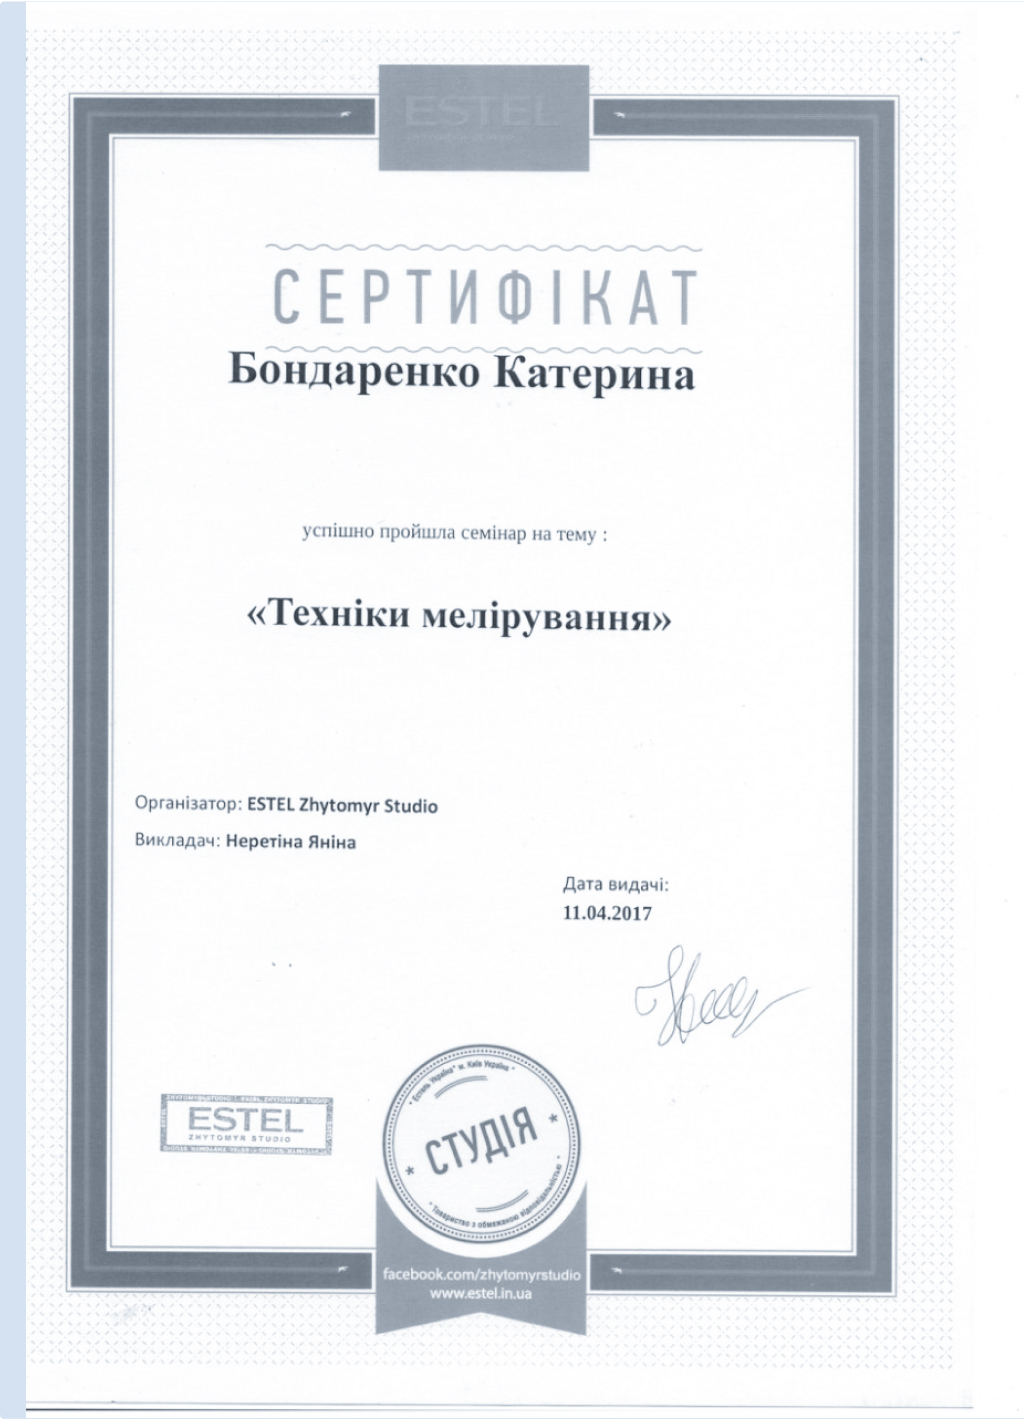 ESTEL
СЕРТИФІКАТ
Бондаренко Катерина
успішно пройшла семінар на тему :
«Техніки мелірування»
Організатор: ESTEL Zhytomyr Studio
Викладач: Неретіна Яніна
Дата видачі:
11.04.2017
ESTEL
ZHYTOMYR STUDIO
" Естель Україна" м. Київ Україна "
СТУДІЯ
" Товариство з обмеженою відповідальністю "
facebook.com/zhytomyrstudio
www.estel.in.ua